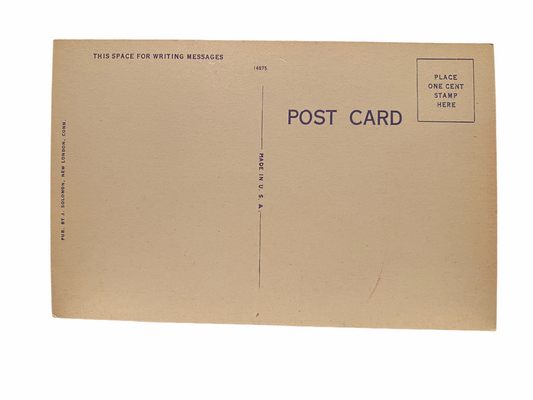 THIS SPACE FOR WRITING MESSAGES
14675
PLACE
ONE CENT
STAMP
HERE
POST CARD
MADE IN U. S. A.
PUB. BY J. SOLOMON, NEW LONDON, CONN.